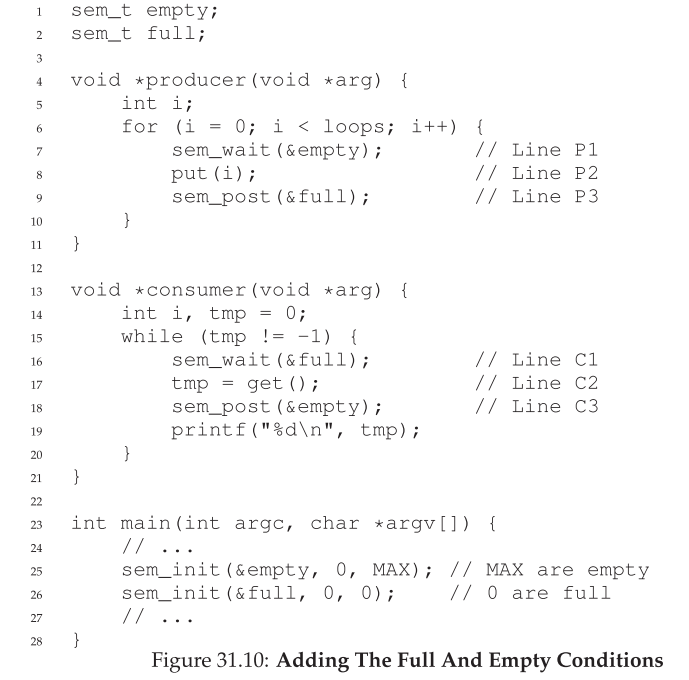 1 sem_t empty;
2 sem_t full;
3
4 void *producer(void *arg) {
5     int i;
6     for (i = 0; i < loops; i++) {
7         sem_wait(&empty);         // Line P1
8         put(i);                   // Line P2
9         sem_post(&full);          // Line P3
10     }
11 }
12
13 void *consumer(void *arg) {
14     int i, tmp = 0;
15     while (tmp != -1) {
16         sem_wait(&full);          // Line C1
17         tmp = get();              // Line C2
18         sem_post(&empty);         // Line C3
19         printf("%d\n", tmp);
20     }
21 }
22
23 int main(int argc, char *argv[]) {
24     // ...
25     sem_init(&empty, 0, MAX); // MAX are empty
26     sem_init(&full, 0, 0);    // 0 are full
27     // ...
28 }
Figure 31.10: Adding The Full And Empty Conditions